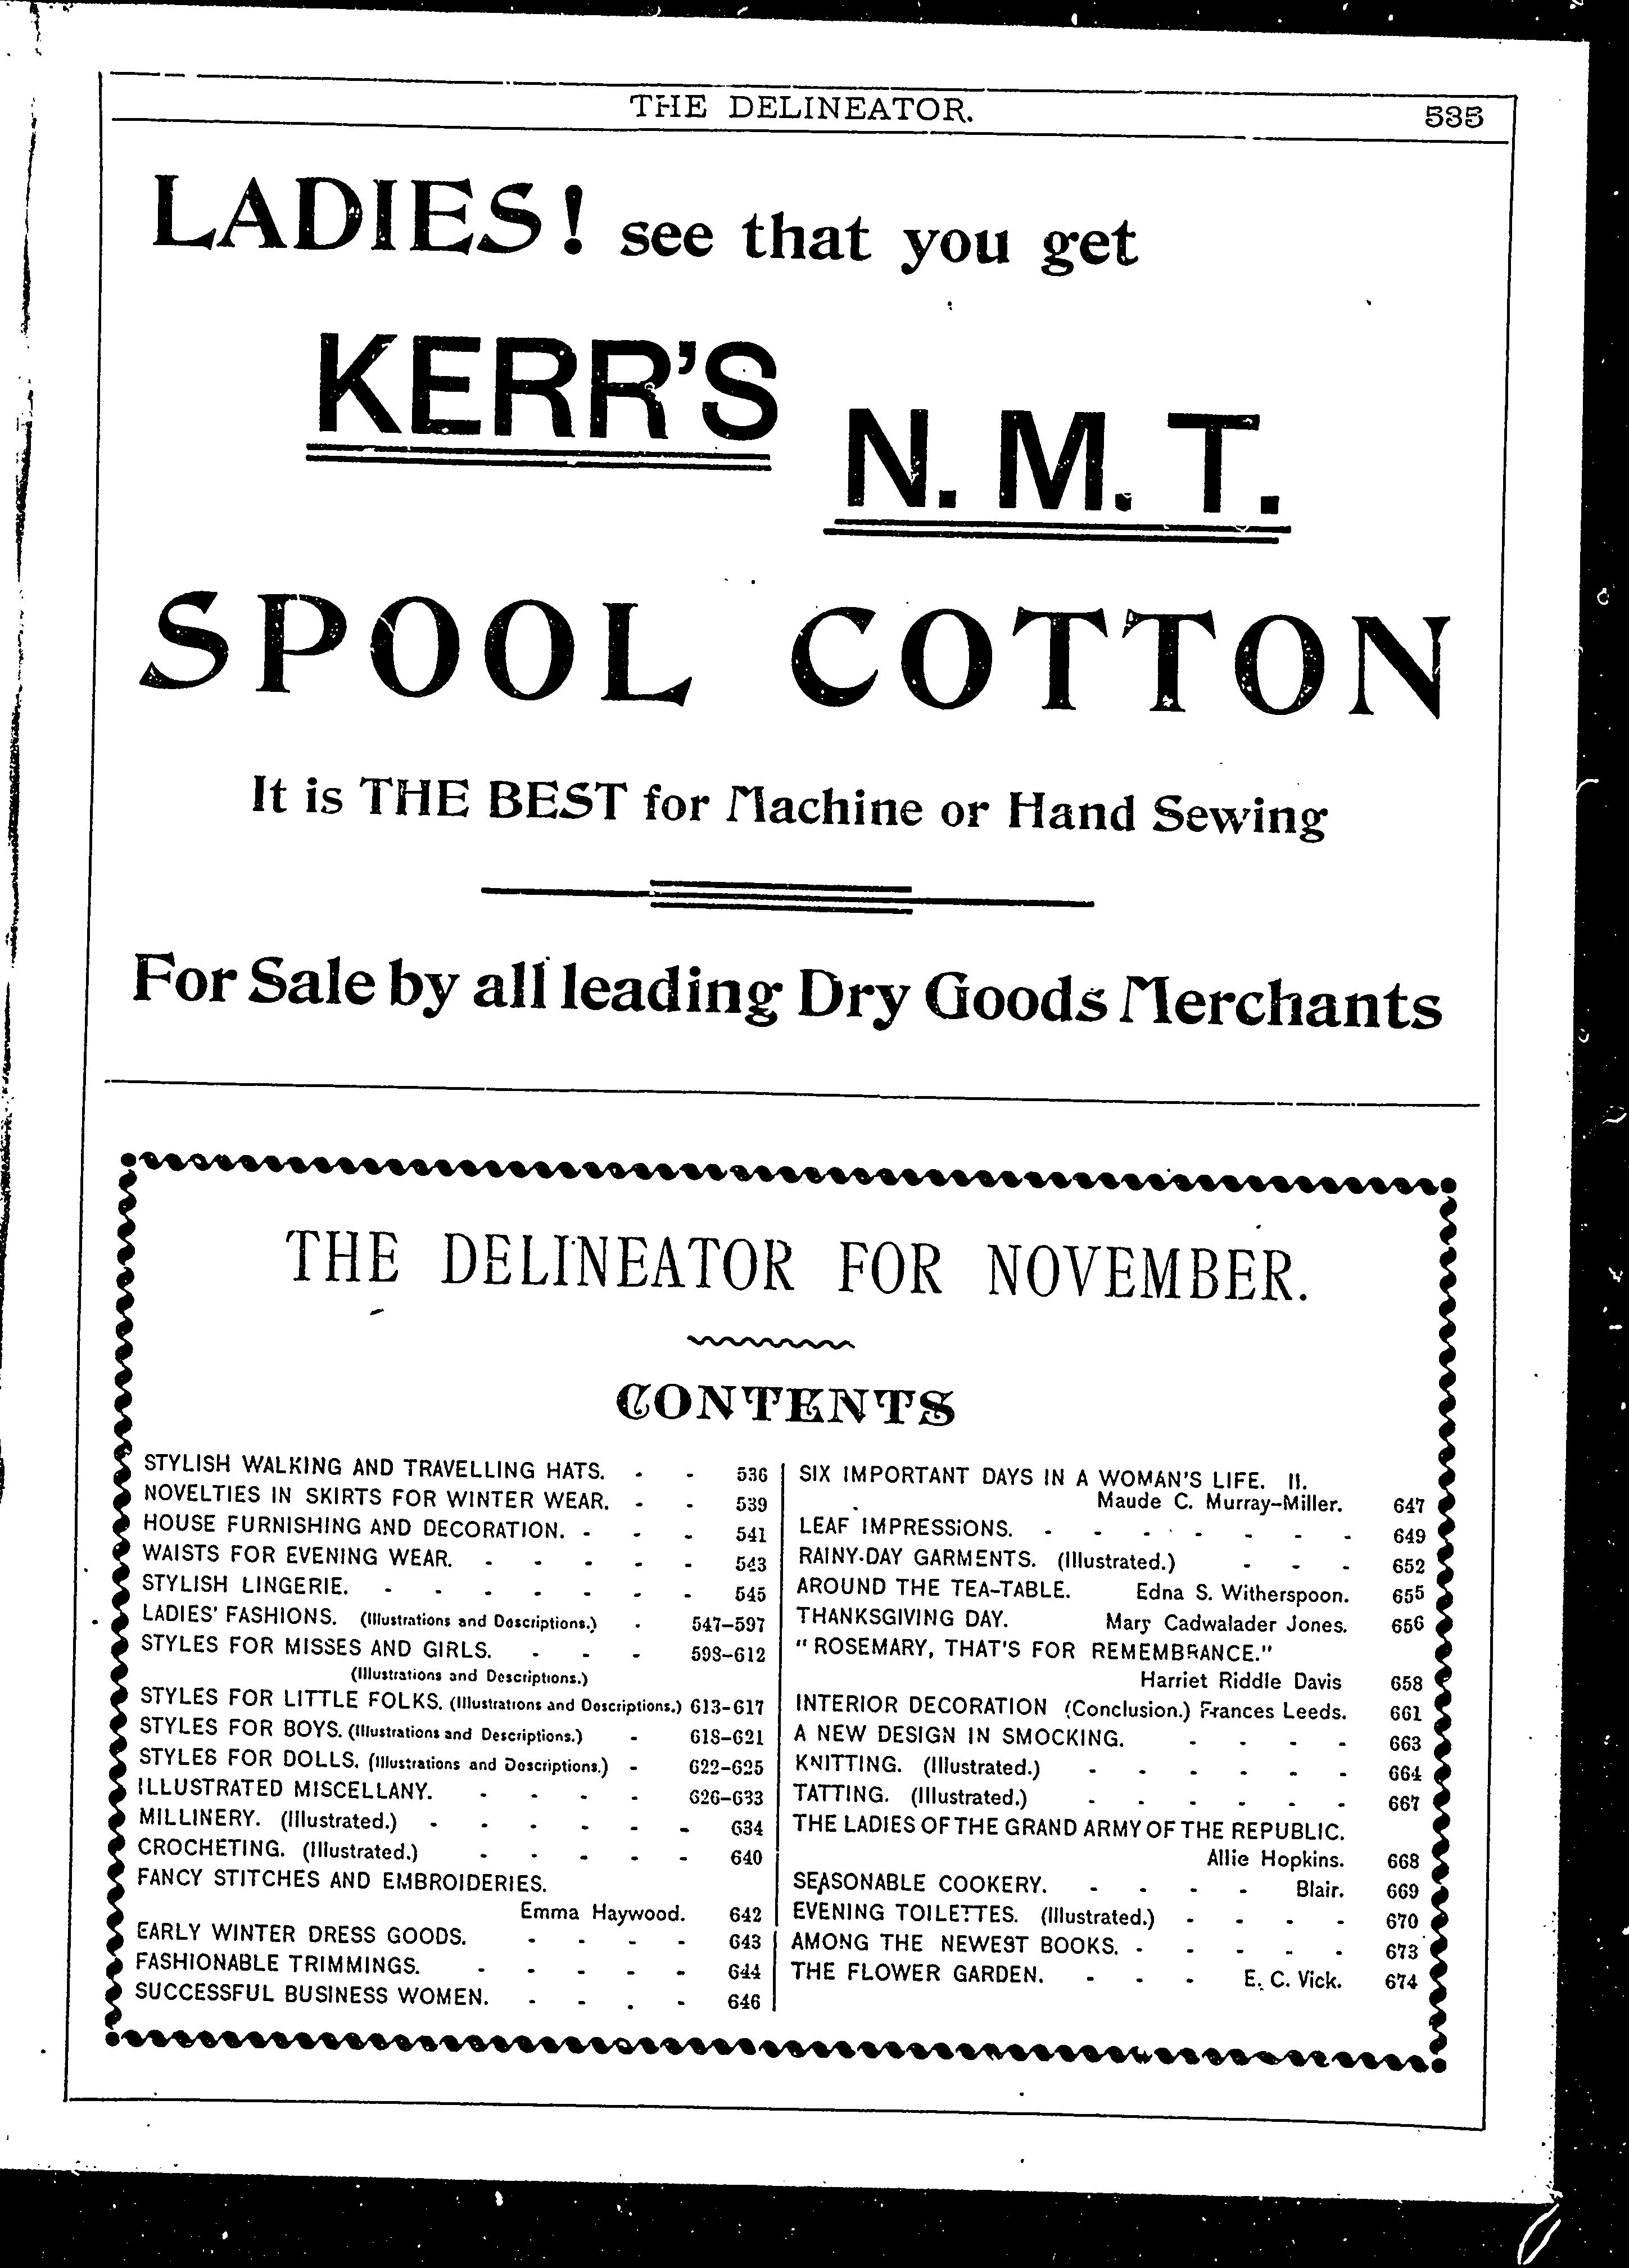 THE DELINEATOR. 535
LADIES! see that you get
KERR'S
N. M. T.
SPOOL COTTON
It is THE BEST for Machine or Hand Sewing
For Sale by all leading Dry Goods Merchants
THE DELINEATOR FOR NOVEMBER.
CONTENTS
STYLISH WALKING AND TRAVELLING HATS. - - 536
NOVELTIES IN SKIRTS FOR WINTER WEAR. - - 539
HOUSE FURNISHING AND DECORATION. - - - 541
WAISTS FOR EVENING WEAR. - - - - - 543
STYLISH LINGERIE. - - - - - - - 545
LADIES' FASHIONS. (Illustrations and Descriptions.) - 547-597
STYLES FOR MISSES AND GIRLS. - - - 598-612
(Illustrations and Descriptions.)
STYLES FOR LITTLE FOLKS. (Illustrations and Descriptions.) 613-617
STYLES FOR BOYS. (Illustrations and Descriptions.) - 618-621
STYLES FOR DOLLS. (Illustrations and Descriptions.) - 622-625
ILLUSTRATED MISCELLANY. - - - - 626-633
MILLINERY. (Illustrated.) - - - - - - 634
CROCHETING. (Illustrated.) - - - - - 640
FANCY STITCHES AND EMBROIDERIES.
Emma Haywood. 642
EARLY WINTER DRESS GOODS. - - - - 643
FASHIONABLE TRIMMINGS. - - - - - 644
SUCCESSFUL BUSINESS WOMEN. - - - - 646
SIX IMPORTANT DAYS IN A WOMAN'S LIFE. II.
Maude C. Murray-Miller. 647
LEAF IMPRESSIONS. - - - - - - - 649
RAINY-DAY GARMENTS. (Illustrated.) - - - 652
AROUND THE TEA-TABLE. Edna S. Witherspoon. 655
THANKSGIVING DAY. Mary Cadwalader Jones. 656
"ROSEMARY, THAT'S FOR REMEMBRANCE."
Harriet Riddle Davis 658
INTERIOR DECORATION (Conclusion.) Frances Leeds. 661
A NEW DESIGN IN SMOCKING. - - - - 663
KNITTING. (Illustrated.) - - - - - - 664
TATTING. (Illustrated.) - - - - - - 667
THE LADIES OF THE GRAND ARMY OF THE REPUBLIC.
Allie Hopkins. 668
SEASONABLE COOKERY. - - - - Blair. 669
EVENING TOILETTES. (Illustrated.) - - - - 670
AMONG THE NEWEST BOOKS. - - - - - 673
THE FLOWER GARDEN. - - - E. C. Vick. 674